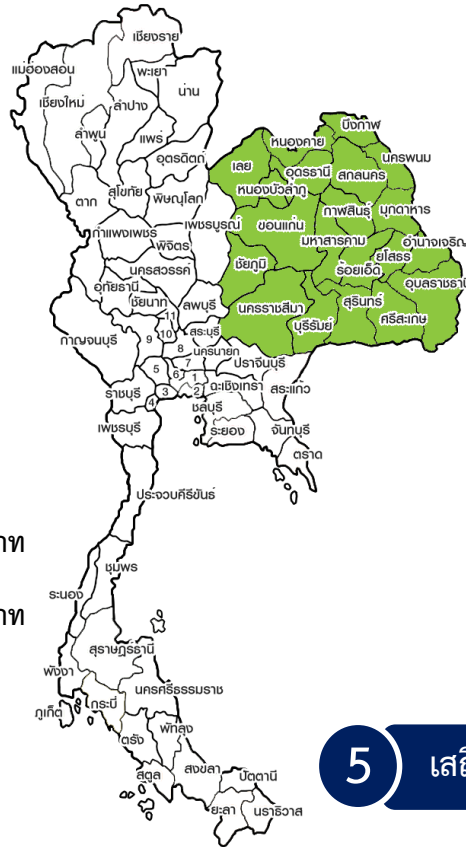 เชียงราย
แม่ฮ่องสอน
พะเยา
เชียงใหม่
ลำปาง
น่าน
ลำพูน
แพร่
อุตรดิตถ์
ตาก
สุโขทัย
พิษณุโลก
กำแพงเพชร
พิจิตร
เพชรบูรณ์
นครสวรรค์
อุทัยธานี
ชัยนาท
ลพบุรี
กาญจนบุรี
11
10
9
8
สระบุรี
นครนายก
5
7
6
1
2
3
4
ปราจีนบุรี
ราชบุรี
ฉะเชิงเทรา
สระแก้ว
ชลบุรี
เพชรบุรี
ระยอง
จันทบุรี
ตราด
บึงกาฬ
หนองคาย
เลย
อุดรธานี
นครพนม
สกลนคร
หนองบัวลำภู
กาฬสินธุ์
มุกดาหาร
ขอนแก่น
มหาสารคาม
อำนาจเจริญ
ยโสธร
ชัยภูมิ
ร้อยเอ็ด
อุบลราชธานี
นครราชสีมา
บุรีรัมย์
สุรินทร์
ศรีสะเกษ
ประจวบคีรีขันธ์
ชุมพร
ระนอง
สุราษฎร์ธานี
พังงา
นครศรีธรรมราช
กระบี่
ภูเก็ต
ตรัง
พัทลุง
สตูล
สงขลา
ปัตตานี
ยะลา
นราธิวาส
าท
าท
5